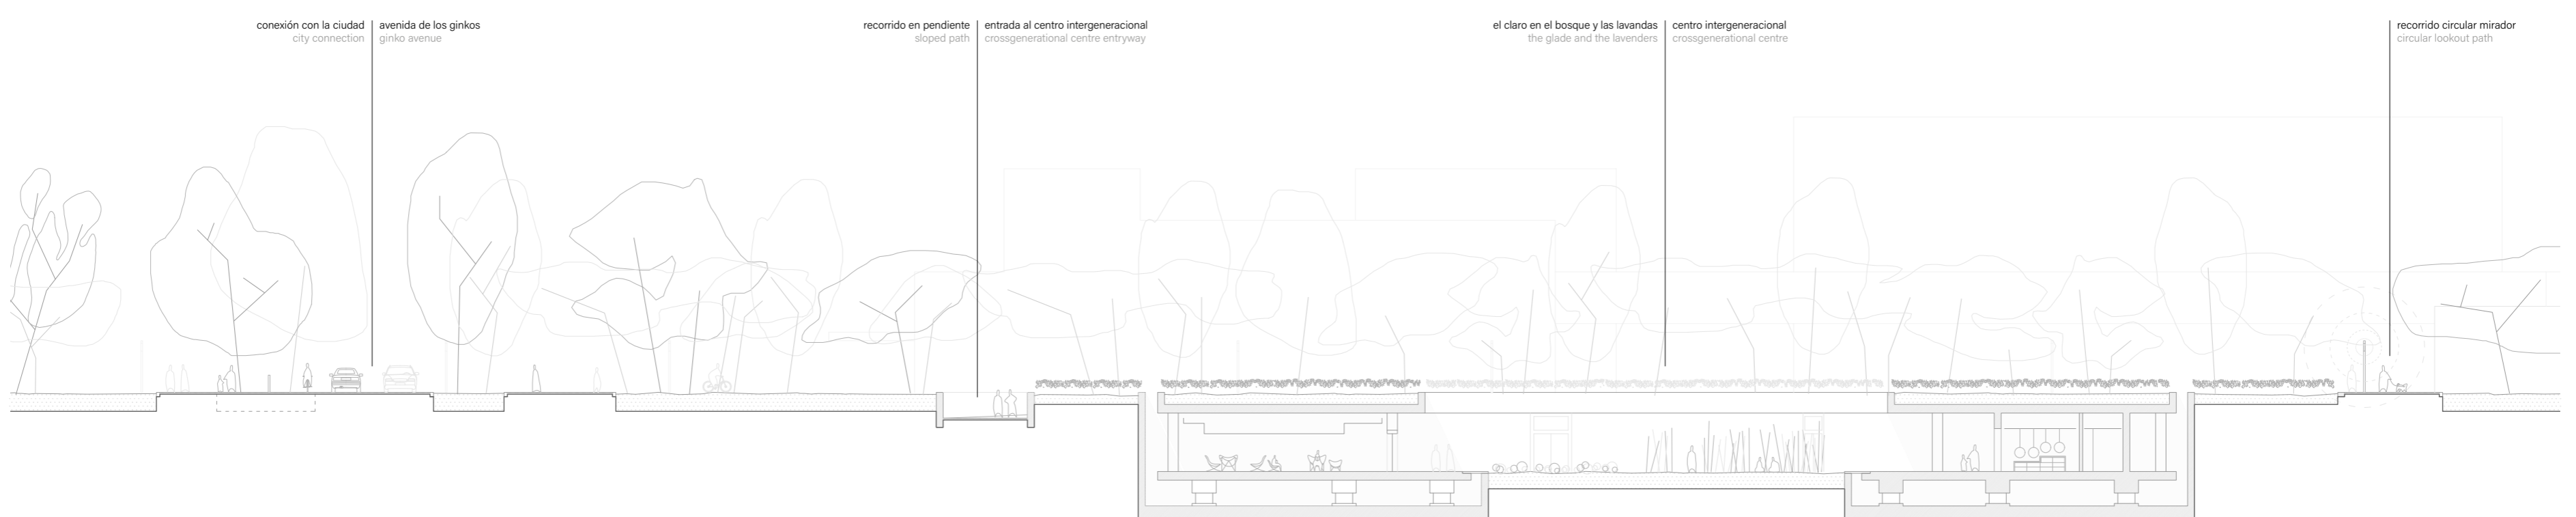 conexión con la ciudad
city connection
avenida de los ginkos
ginko avenue
recorrido en pendiente
sloped path
entrada al centro intergeneracional
crossgenerational centre entryway
el claro en el bosque y las lavandas
the glade and the lavenders
centro intergeneracional
crossgenerational centre
recorrido circular mirador
circular lookout path